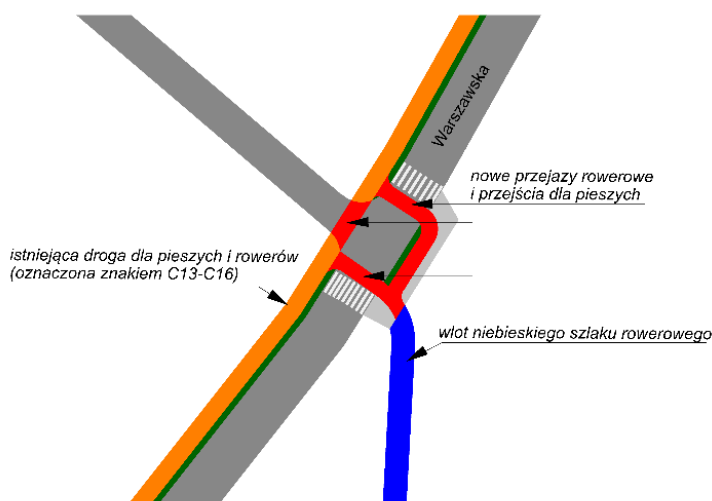 Warszawska
nowe przejazy rowerowe
i przejścia dla pieszych
istniejąca droga dla pieszych i rowerów
(oznaczona znakiem C13-C16)
wlot niebieskiego szlaku rowerowego